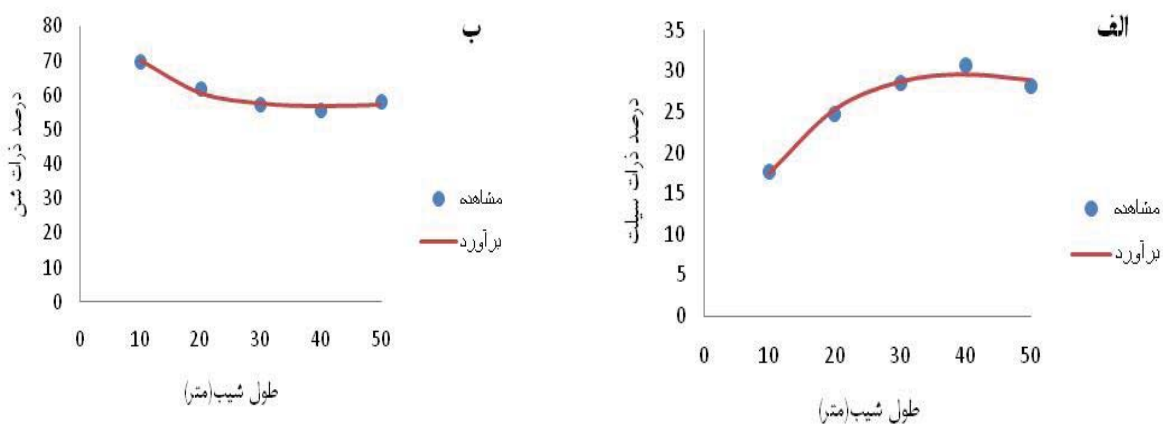 الف
35
30
25
20
15
10
5
0
درصد ذرات سیلت
مشاهده
برآورد
0 10 20 30 40 50
طول شیب(متر)
ب
80
70
60
50
40
30
20
10
0
درصد ذرات شن
مشاهده
برآورد
0 10 20 30 40 50
طول شیب(متر)